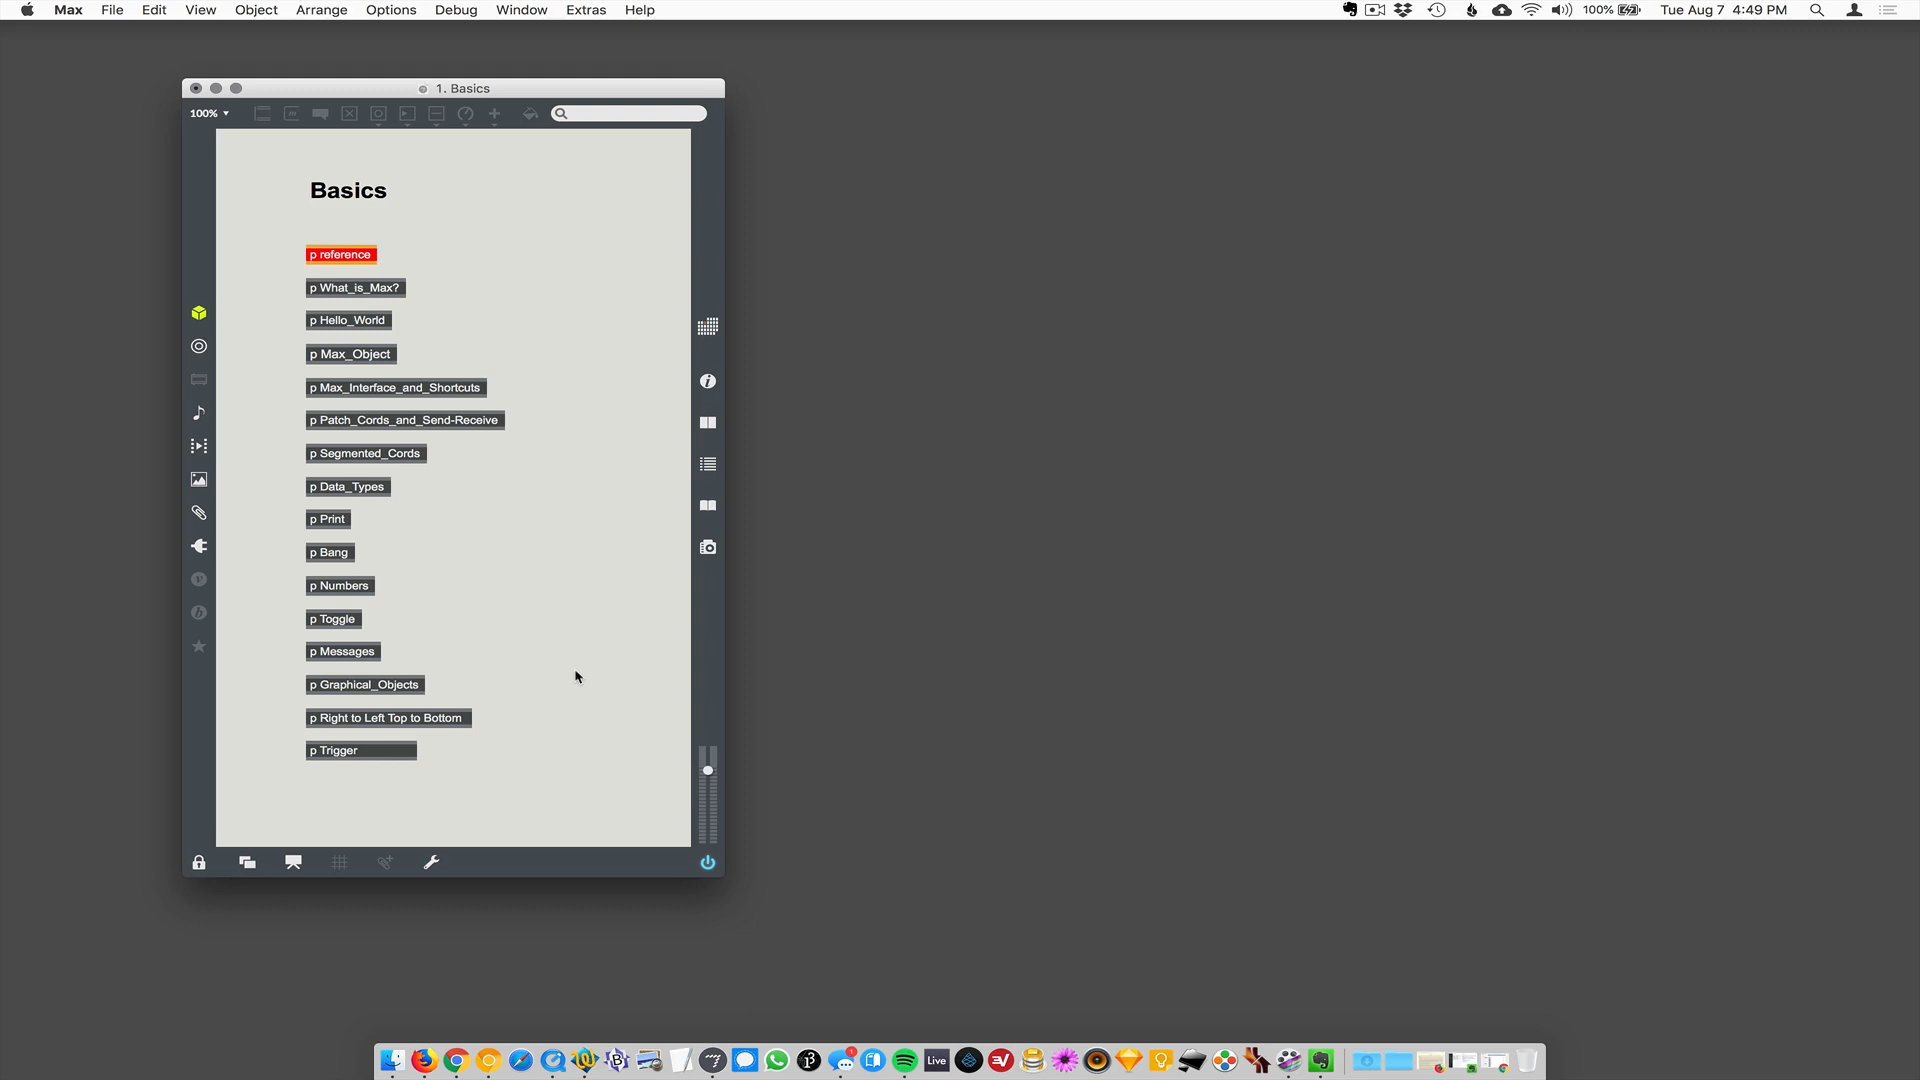 Max File Edit View Object Arrange Options Debug Window Extras Help 100% Tue Aug 7 4:49 PM
1. Basics
100%
Basics
p reference
p What_is_Max?
p Hello_World
p Max_Object
p Max_Interface_and_Shortcuts
p Patch_Cords_and_Send-Receive
p Segmented_Cords
p Data_Types
p Print
p Bang
p Numbers
p Toggle
p Messages
p Graphical_Objects
p Right to Left Top to Bottom
p Trigger
Live